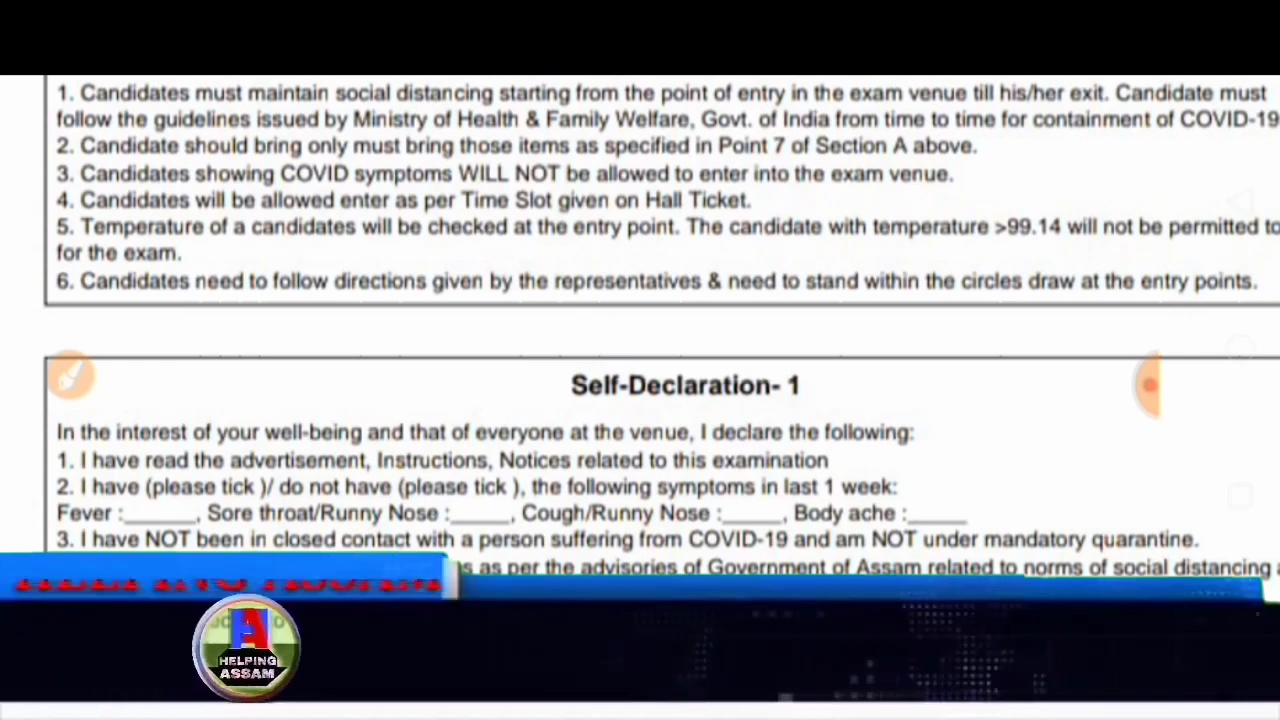 1. Candidates must maintain social distancing starting from the point of entry in the exam venue till his/her exit. Candidate must
follow the guidelines issued by Ministry of Health & Family Welfare, Govt. of India from time to time for containment of COVID-19
2. Candidate should bring only must bring those items as specified in Point 7 of Section A above.
3. Candidates showing COVID symptoms WILL NOT be allowed to enter into the exam venue.
4. Candidates will be allowed enter as per Time Slot given on Hall Ticket.
5. Temperature of a candidates will be checked at the entry point. The candidate with temperature >99.14 will not be permitted to
for the exam.
6. Candidates need to follow directions given by the representatives & need to stand within the circles draw at the entry points.
Self-Declaration- 1
In the interest of your well-being and that of everyone at the venue, I declare the following:
1. I have read the advertisement, Instructions, Notices related to this examination
2. I have (please tick )/ do not have (please tick ), the following symptoms in last 1 week:
Fever :______, Sore throat/Runny Nose :_____, Cough/Runny Nose :_____, Body ache :_____
3. I have NOT been in closed contact with a person suffering from COVID-19 and am NOT under mandatory quarantine.
as per the advisories of Government of Assam related to norms of social distancing
A
HELPING
ASSAM